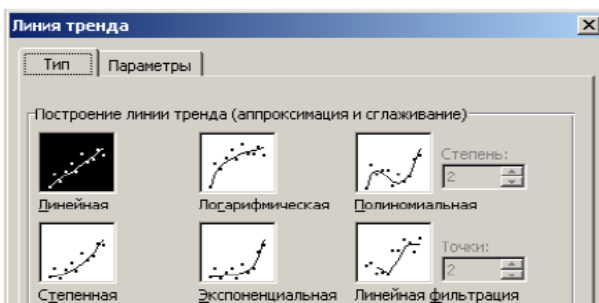 Линия тренда
Тип Параметры
Построение линии тренда (аппроксимация и сглаживание)
Степень:
2
Линейная Логарифмическая Полиномиальная
Точки:
2
Степенная Экспоненциальная Линейная фильтрация